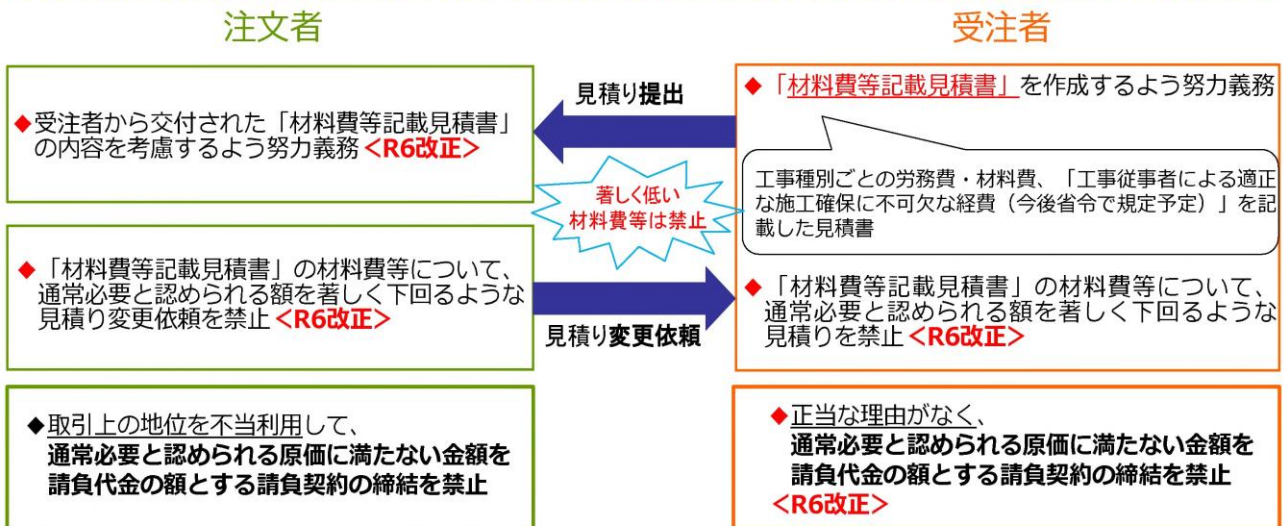 注文者
◆受注者から交付された「材料費等記載見積書」
の内容を考慮するよう努力義務<R6改正>
◆「材料費等記載見積書」の材料費等について、
通常必要と認められる額を著しく下回るような
見積り変更依頼を禁止<R6改正>
◆取引上の地位を不当利用して、
通常必要と認められる原価に満たない金額を
請負代金の額とする請負契約の締結を禁止
見積り提出
著しく低い
材料費等は禁止
見積り変更依頼
受注者
◆「材料費等記載見積書」を作成するよう努力義務
工事種別ごとの労務費・材料費、「工事従事者による適正
な施工確保に不可欠な経費（今後省令で規定予定）」を記
載した見積書
◆「材料費等記載見積書」の材料費等について、
通常必要と認められる額を著しく下回るような
見積りを禁止<R6改正>
◆正当な理由がなく、
通常必要と認められる原価に満たない金額を
請負代金の額とする請負契約の締結を禁止
<R6改正>